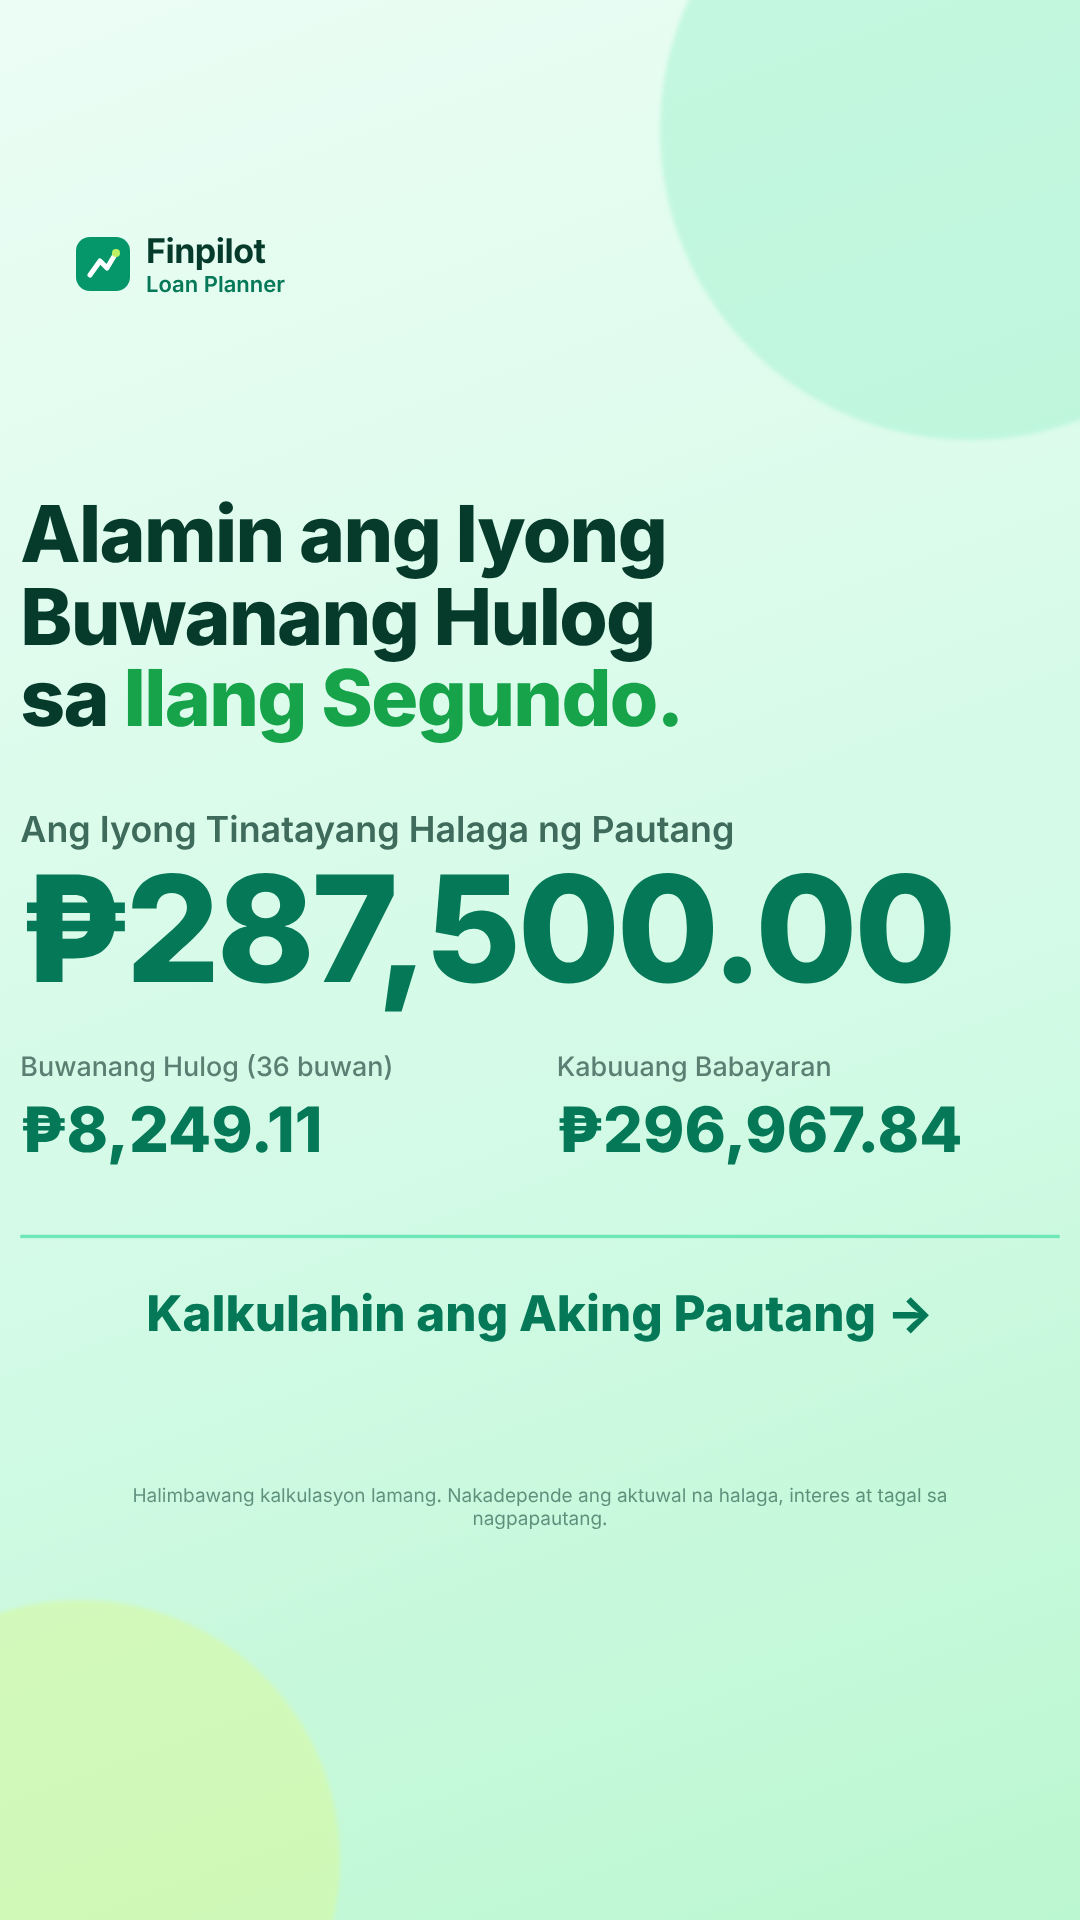 Finpilot
Loan Planner
Alamin ang Iyong
Buwanang Hulog
sa Ilang Segundo.
Ang Iyong Tinatayang Halaga ng Pautang
₱287,500.00
Buwanang Hulog (36 buwan)
₱8,249.11
Kabuuang Babayaran
₱296,967.84
Kalkulahin ang Aking Pautang →
Halimbawang kalkulasyon lamang. Nakadepende ang aktuwal na halaga, interes at tagal sa
nagpapautang.